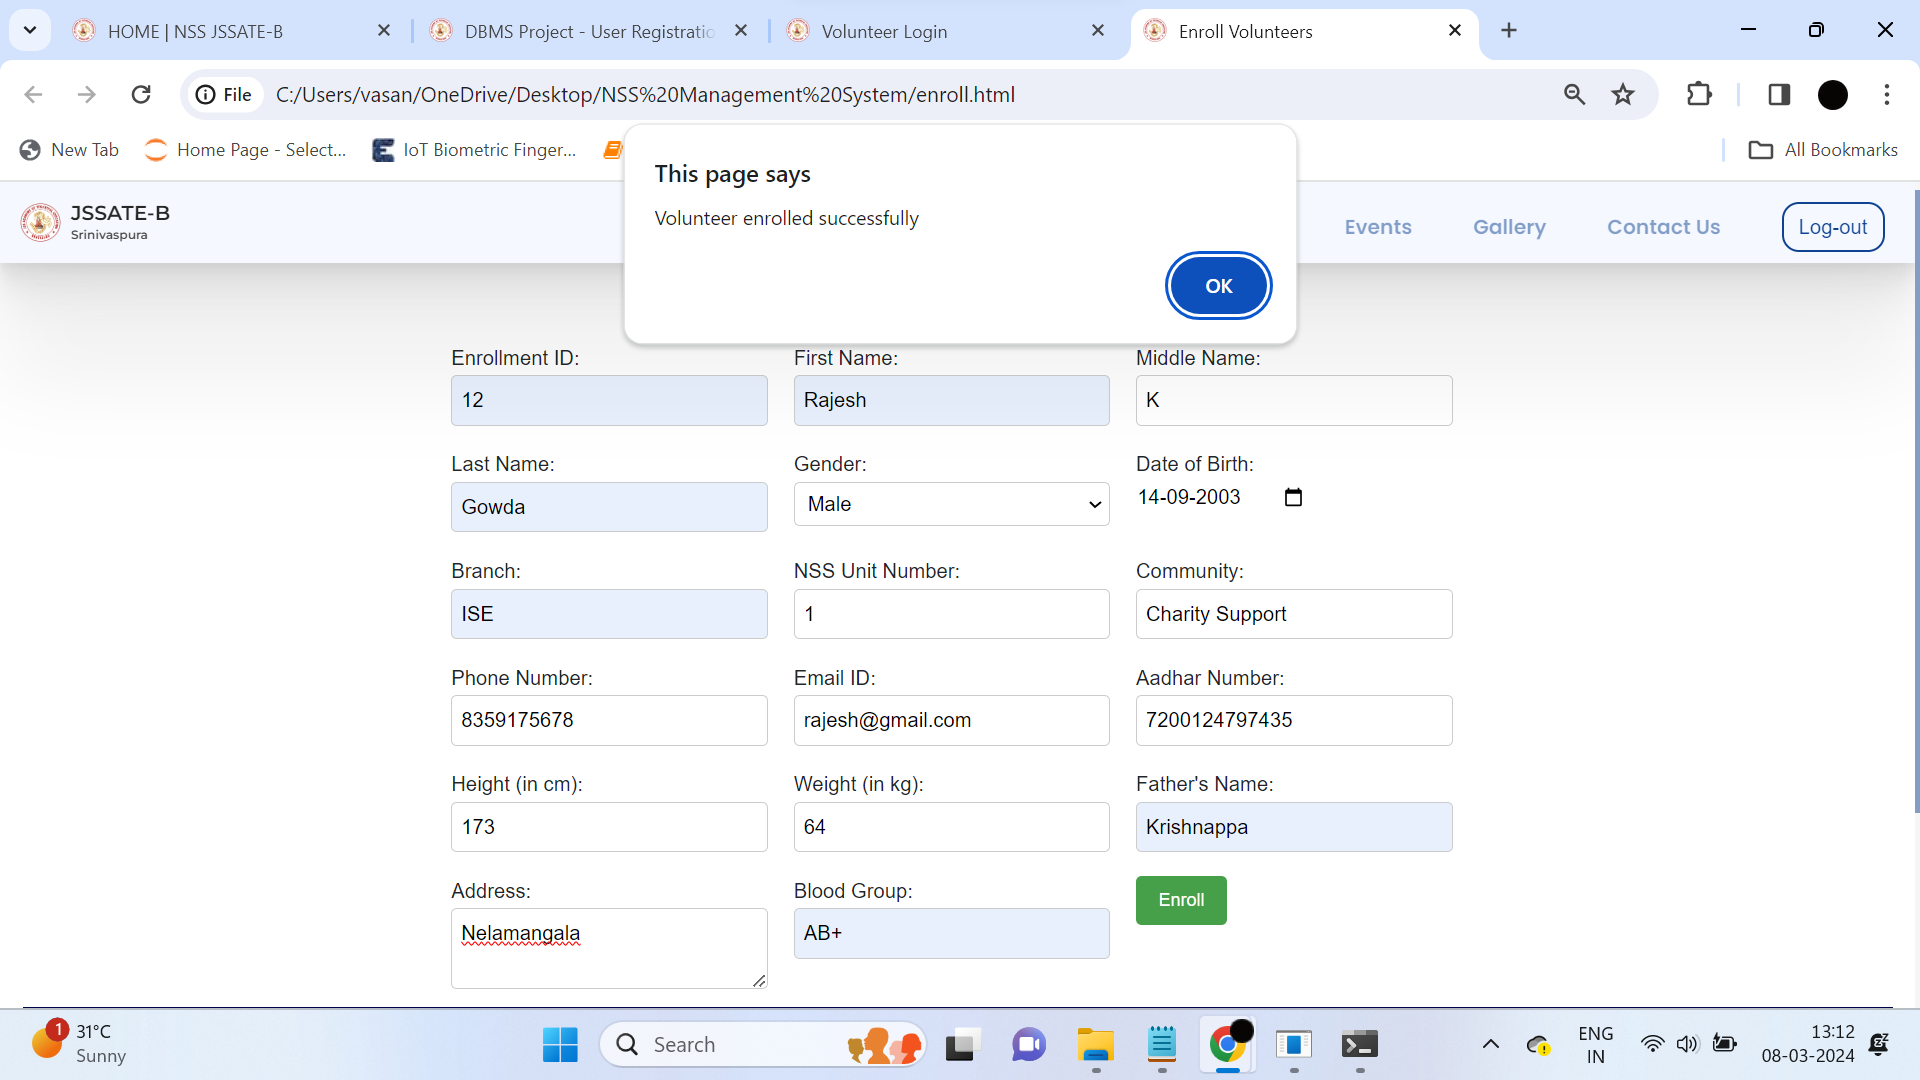 HOME | NSS JSSATE-B
DBMS Project - User Registratio
Volunteer Login
Enroll Volunteers
File
C:/Users/vasan/OneDrive/Desktop/NSS%20Management%20System/enroll.html
New Tab
Home Page - Select...
IoT Biometric Finger...
All Bookmarks
This page says
Volunteer enrolled successfully
OK
JSSATE-B
Srinivaspura
Events
Gallery
Contact Us
Log-out
Enrollment ID:
First Name:
Middle Name:
12
Rajesh
K
Last Name:
Gender:
Date of Birth:
Gowda
Male
14-09-2003
Branch:
NSS Unit Number:
Community:
ISE
1
Charity Support
Phone Number:
Email ID:
Aadhar Number:
8359175678
rajesh@gmail.com
7200124797435
Height (in cm):
Weight (in kg):
Father's Name:
173
64
Krishnappa
Address:
Blood Group:
Enroll
Nelamangala
AB+
1
31°C
Sunny
Search
ENG
IN
13:12
08-03-2024